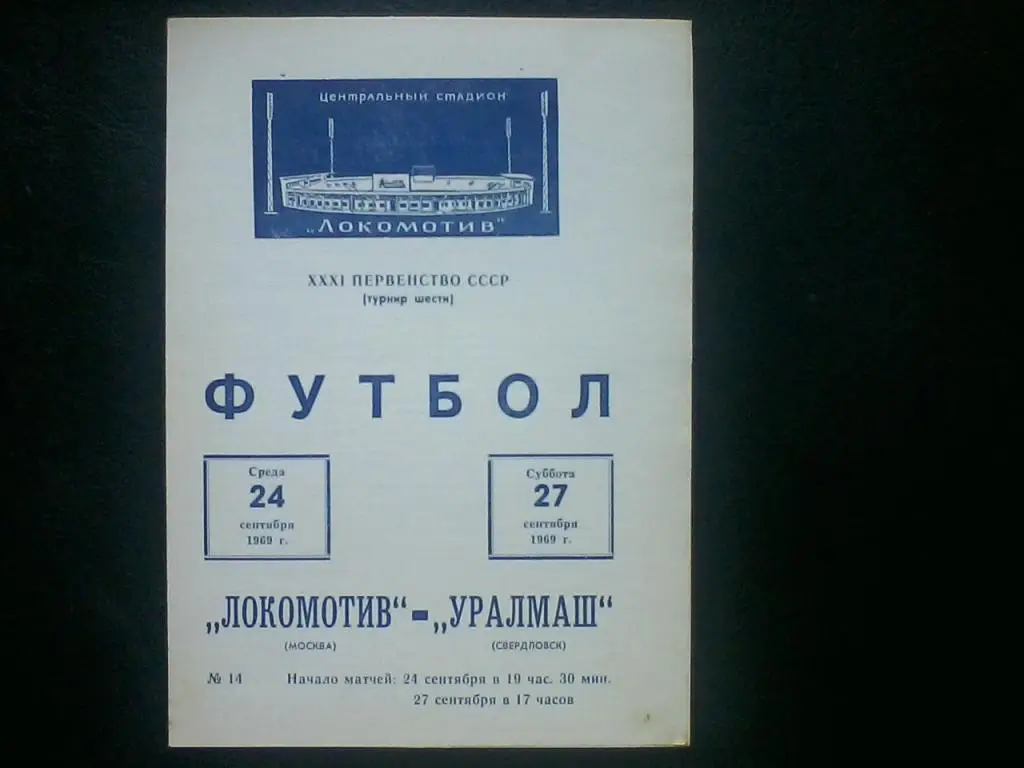 ЦЕНТРАЛЬНЫЙ СТАДИОН
„ЛОКОМОТИВ"
XXXI ПЕРВЕНСТВО СССР
(турнир шести)
ФУТБОЛ
Среда
24
сентября
1969 г.
Суббота
27
сентября
1969 г.
„ЛОКОМОТИВ“ - „УРАЛМАШ“
(МОСКВА) (СВЕРДЛОВСК)
№ 14 Начало матчей: 24 сентября в 19 час. 30 мин.
27 сентября в 17 часов